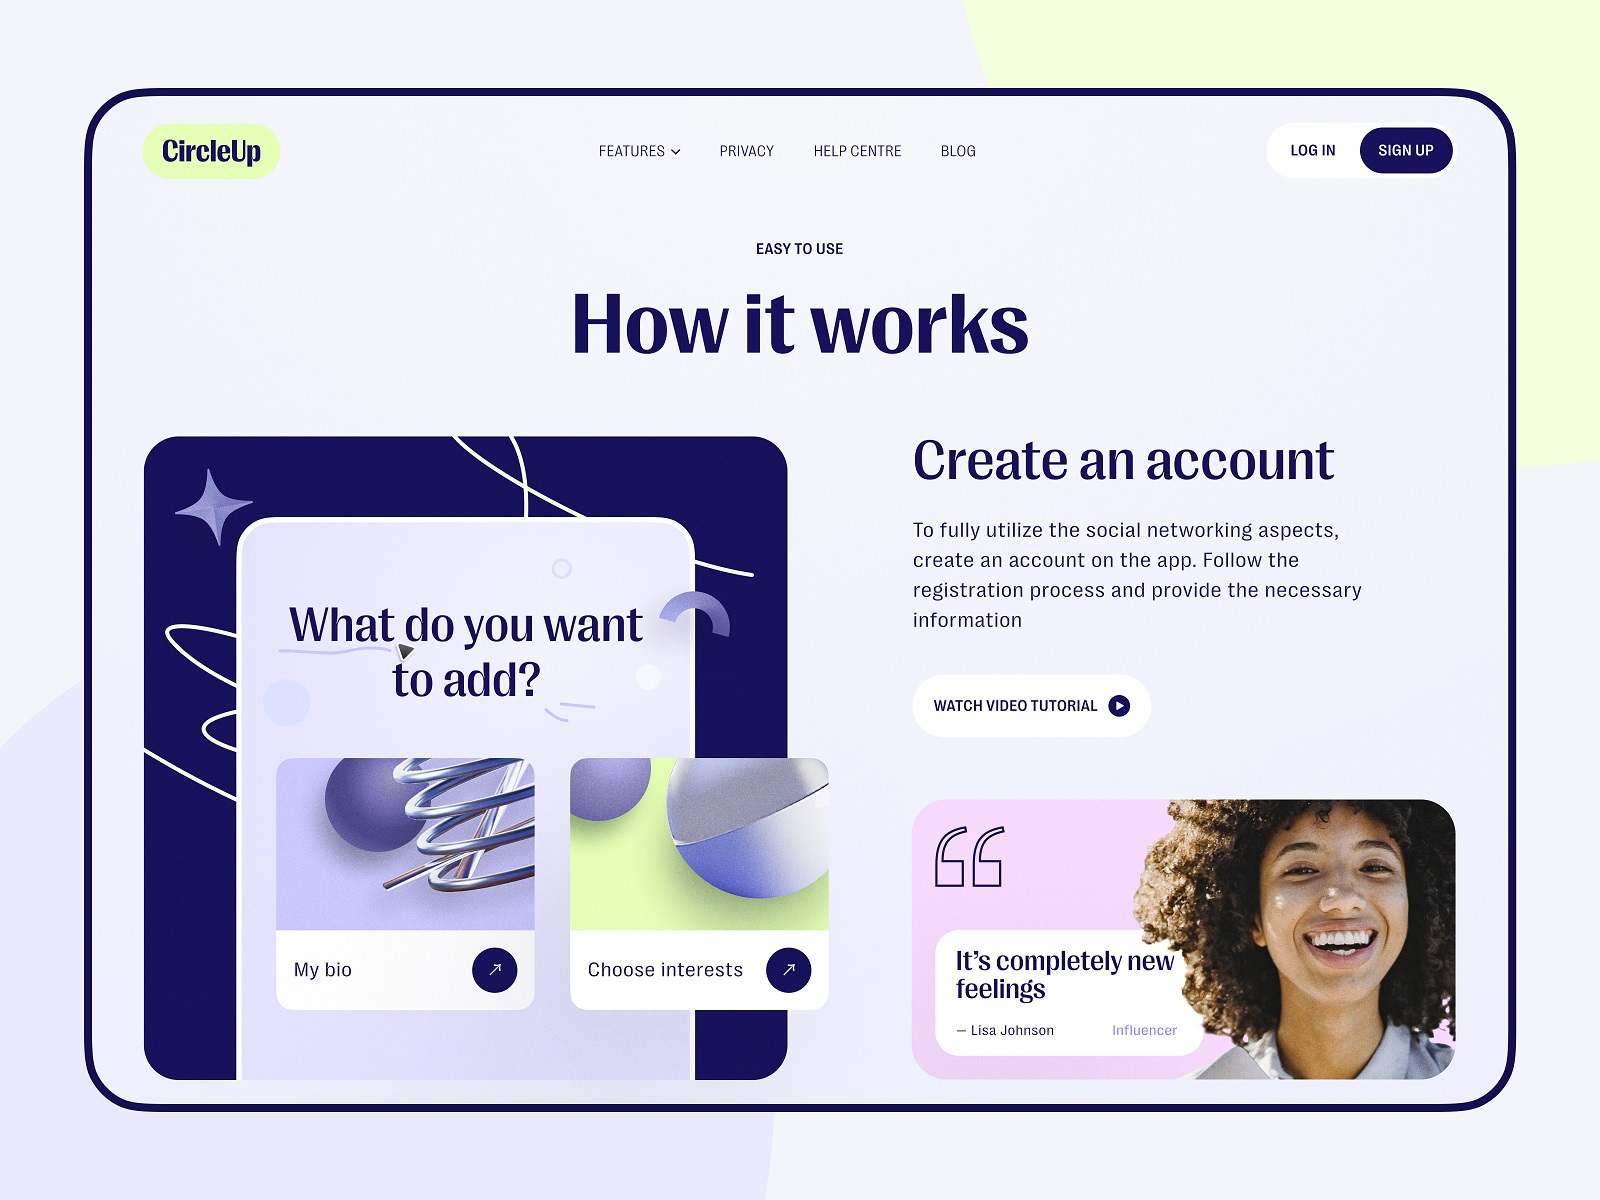 CircleUp
FEATURES
PRIVACY
HELP CENTRE
BLOG
LOG IN
SIGN UP
EASY TO USE
How it works
What do you want
to add?
My bio
Choose interests
Create an account
To fully utilize the social networking aspects,
create an account on the app. Follow the
registration process and provide the necessary
information
WATCH VIDEO TUTORIAL
“
It’s completely new
feelings
— Lisa Johnson
Influencer